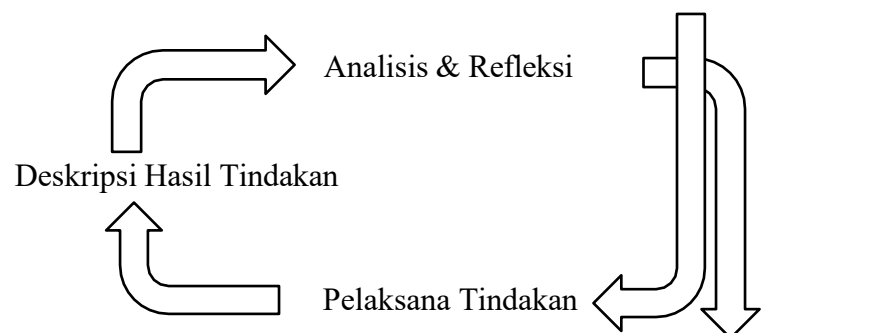 Analisis & Refleksi
Deskripsi Hasil Tindakan
Pelaksana Tindakan